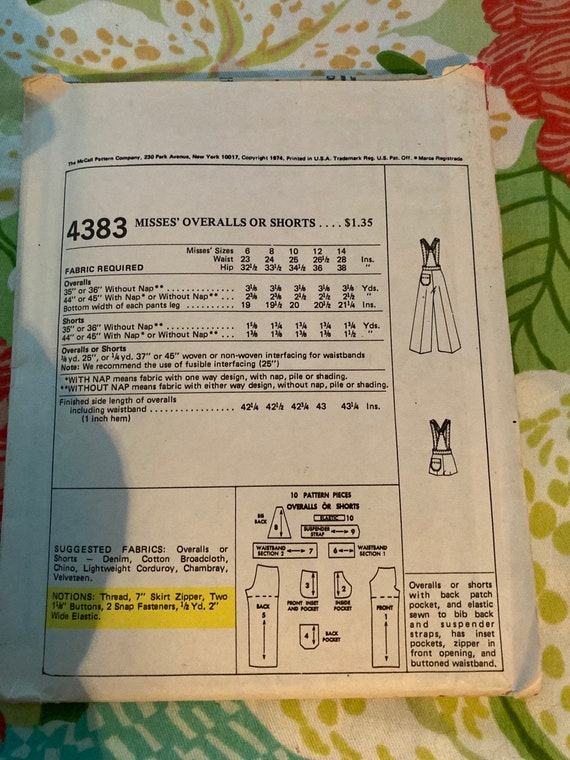 The McCall Pattern Company, 230 Park Avenue, New York 10017, Copyright 1974, Printed in U.S.A. Trademark Reg. U.S. Pat. Off. • Marca Registrada
4383 MISSES' OVERALLS OR SHORTS .... $1.35
Misses' Sizes 6 8 10 12 14
Waist 23 24 25 26½ 28 Ins.
FABRIC REQUIRED Hip 32½ 33½ 34½ 36 38 "
Overalls
35" or 36" Without Nap** ... 3⅛ 3⅛ 3⅛ 3⅛ 3⅛ Yds.
44" or 45" With Nap* or Without Nap** ... 2⅜ 2⅜ 2½ 2½ 2½ "
Bottom width of each pants leg ........ 19 19½ 20 20½ 21¼ Ins.
Shorts
35" or 36" Without Nap** ........... 1⅝ 1¾ 1¾ 1¾ 1¾ Yds.
44" or 45" With Nap* or Without Nap** ... 1⅜ 1⅜ 1⅜ 1⅜ 1½ "
Overalls or Shorts
⅞ yd. 25", or ¼ yd. 37" or 45" woven or non-woven interfacing for waistbands
Note: We recommend the use of fusible interfacing (25")
*WITH NAP means fabric with one way design, with nap, pile or shading.
**WITHOUT NAP means fabric with either way design, without nap, pile or shading.
Finished side length of overalls
including waistband ................ 42¼ 42½ 42¾ 43 43¼ Ins.
(1 inch hem)
SUGGESTED FABRICS: Overalls or
Shorts — Denim, Cotton Broadcloth,
Chino, Lightweight Corduroy, Chambray,
Velveteen.
NOTIONS: Thread, 7" Skirt Zipper, Two
1⅛" Buttons, 2 Snap Fasteners, ½ Yd. 2"
Wide Elastic.
10 PATTERN PIECES
OVERALLS OR SHORTS
BIB
BACK
8
ELASTIC 10
SUSPENDER
STRAP 9
WAISTBAND
SECTION 2 7
6 WAISTBAND
SECTION 1
BACK
5
3
FRONT INSET
AND POCKET
2
INSIDE
POCKET
4 BACK
POCKET
FRONT
1
Overalls or shorts
with back patch
pocket, and elastic
sewn to bib back
and suspender
straps, has inset
pockets, zipper in
front opening, and
buttoned waistband.